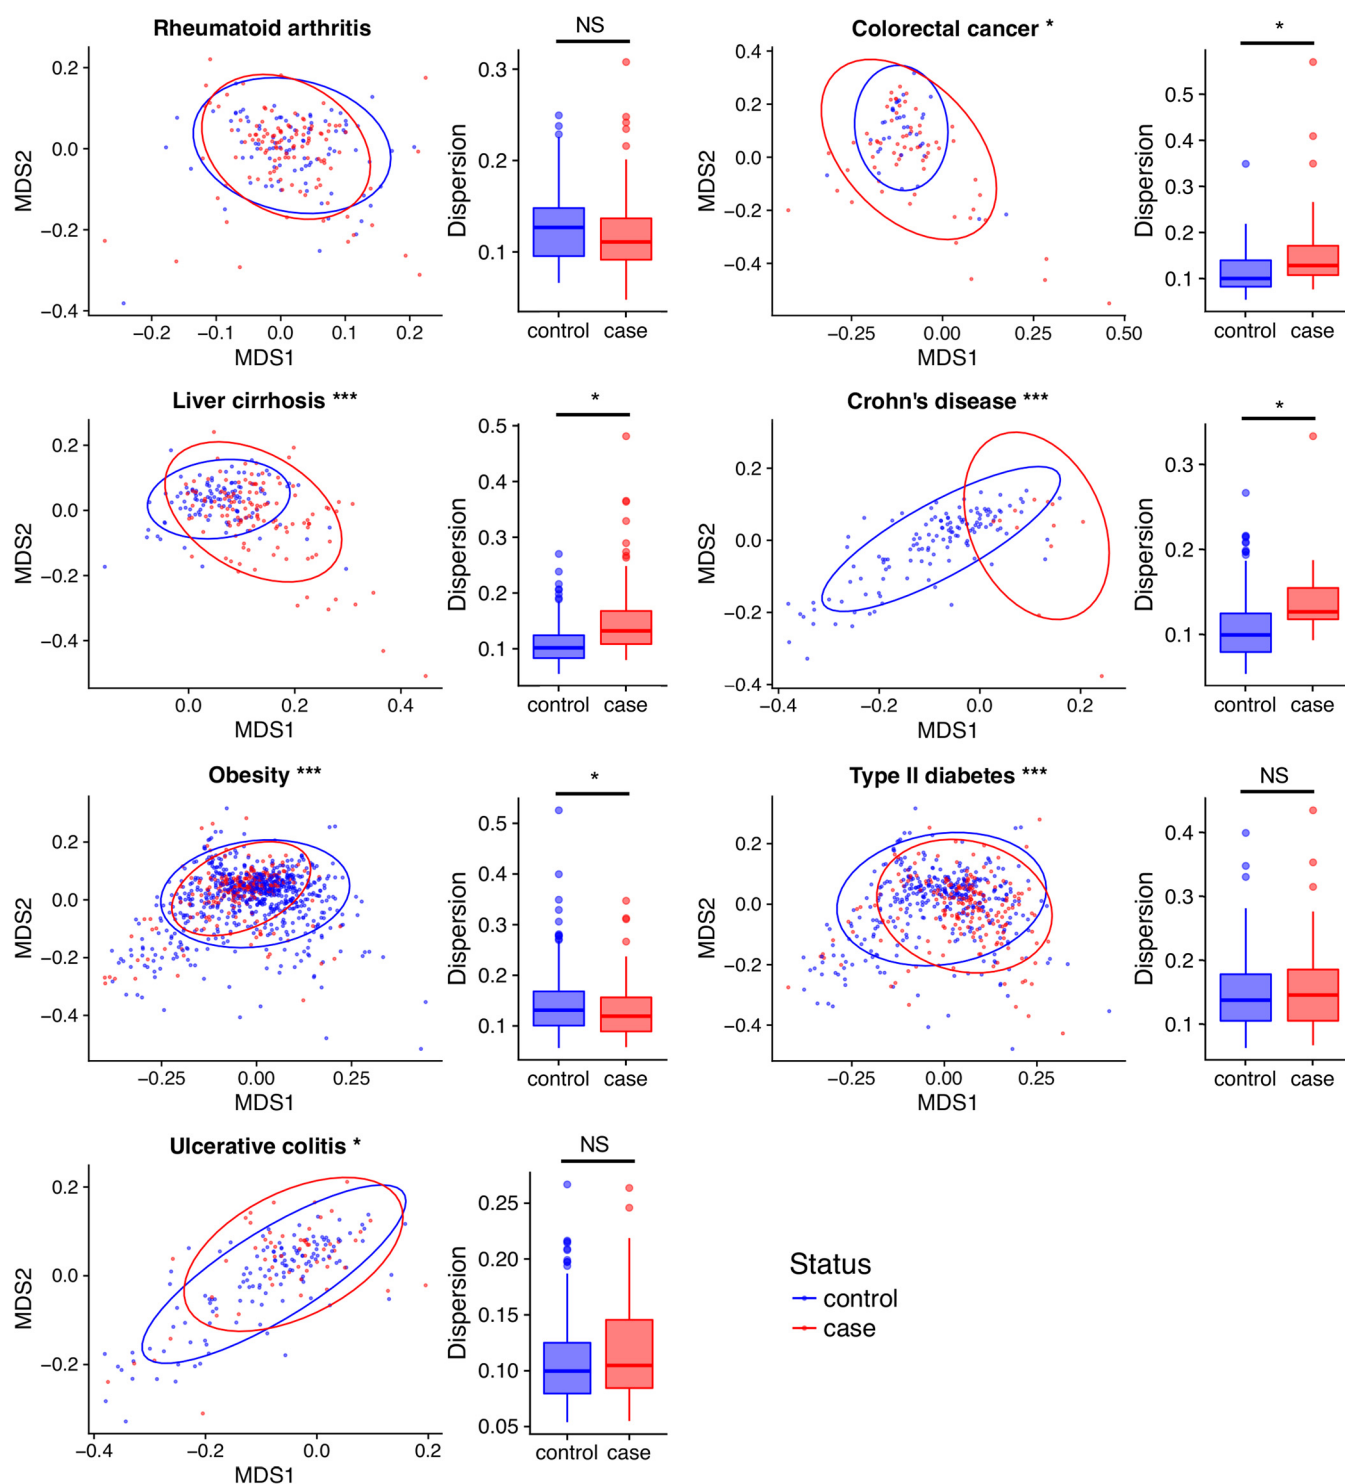 Rheumatoid arthritis
NS
Colorectal cancer *
*
0.2
0.0
−0.2
−0.4
MDS2
−0.2 −0.1 0.0 0.1 0.2
MDS1
0.3
0.2
0.1
Dispersion
control case
0.4
0.2
0.0
−0.2
−0.4
MDS2
−0.25 0.00 0.25 0.50
MDS1
0.5
0.4
0.3
0.2
0.1
Dispersion
control case
Liver cirrhosis ***
*
Crohn's disease ***
*
0.2
0.0
−0.2
−0.4
MDS2
0.0 0.2 0.4
MDS1
0.5
0.4
0.3
0.2
0.1
Dispersion
control case
0.2
0.0
−0.2
−0.4
MDS2
−0.4 −0.2 0.0 0.2
MDS1
0.3
0.2
0.1
Dispersion
control case
Obesity ***
*
Type II diabetes ***
NS
0.2
0.0
−0.2
−0.4
MDS2
−0.25 0.00 0.25
MDS1
0.5
0.4
0.3
0.2
0.1
Dispersion
control case
0.2
0.0
−0.2
−0.4
MDS2
−0.25 0.00 0.25
MDS1
0.4
0.3
0.2
0.1
Dispersion
control case
Ulcerative colitis *
NS
0.2
0.0
−0.2
MDS2
−0.4 −0.2 0.0 0.2
MDS1
0.25
0.20
0.15
0.10
0.05
Dispersion
control case
Status
control
case